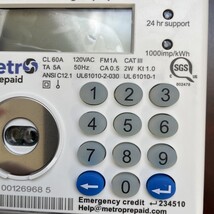 24 hr support
1000imp/kWh
CL 60A 120VAC FM1A CAT III
TA 5A 50Hz CA 0.5 2W Kt 1.0
ANSI C12.1 UL61010-2-030 UL 61010-1
SGS
etr
repaid
1 2 3
4 5 6
7 8 9
0
00126968 5
Emergency credit 234510
Help@metroprepaid.com